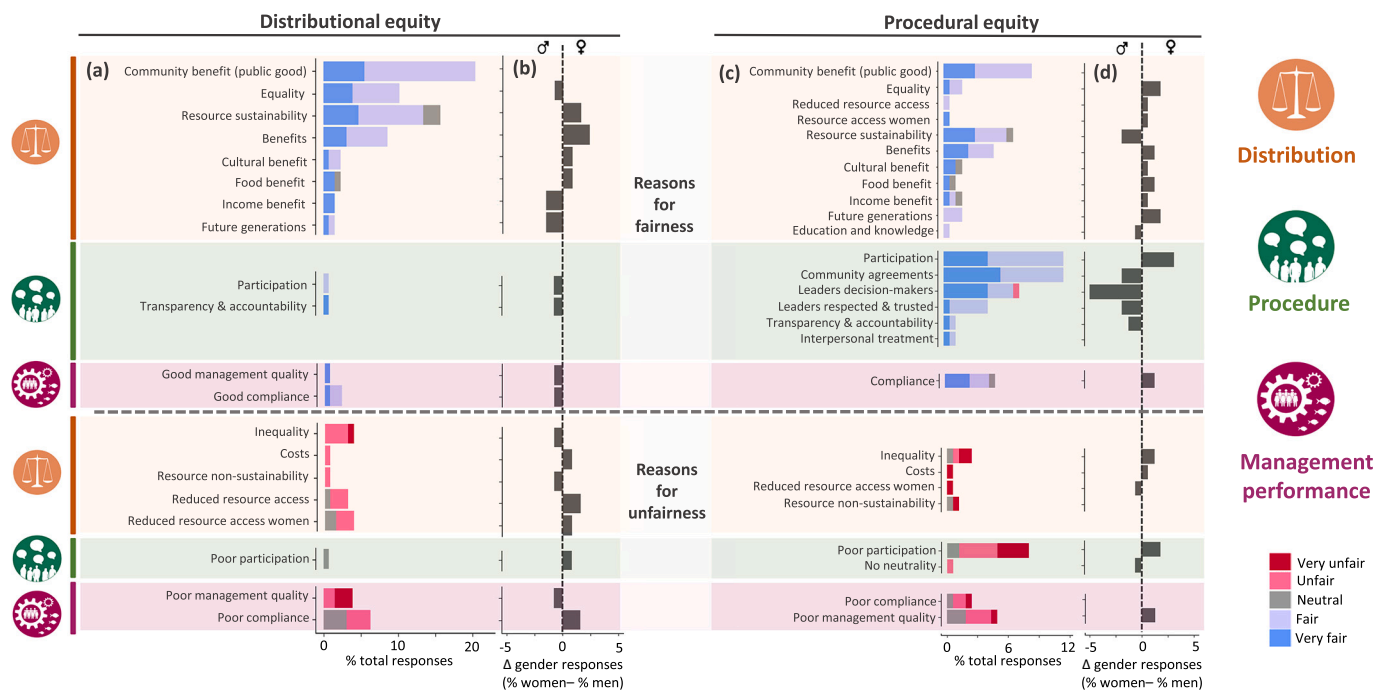 Distributional equity
Procedural equity
♂ ♀
♂ ♀
(a)
(b)
(c)
(d)
Community benefit (public good)
Equality
Resource sustainability
Benefits
Cultural benefit
Food benefit
Income benefit
Future generations
Participation
Transparency & accountability
Good management quality
Good compliance
Inequality
Costs
Resource non-sustainability
Reduced resource access
Reduced resource access women
Poor participation
Poor management quality
Poor compliance
0 10 20
% total responses
-5 0 5
Δ gender responses
(% women– % men)
Reasons
for
fairness
Reasons
for
unfairness
Community benefit (public good)
Equality
Reduced resource access
Resource access women
Resource sustainability
Benefits
Cultural benefit
Food benefit
Income benefit
Future generations
Education and knowledge
Participation
Community agreements
Leaders decision-makers
Leaders respected & trusted
Transparency & accountability
Interpersonal treatment
Compliance
Inequality
Costs
Reduced resource access women
Resource non-sustainability
Poor participation
No neutrality
Poor compliance
Poor management quality
0 6 12
% total responses
-5 0 5
Δ gender responses
(% women– % men)
Distribution
Procedure
Management
performance
Very unfair
Unfair
Neutral
Fair
Very fair